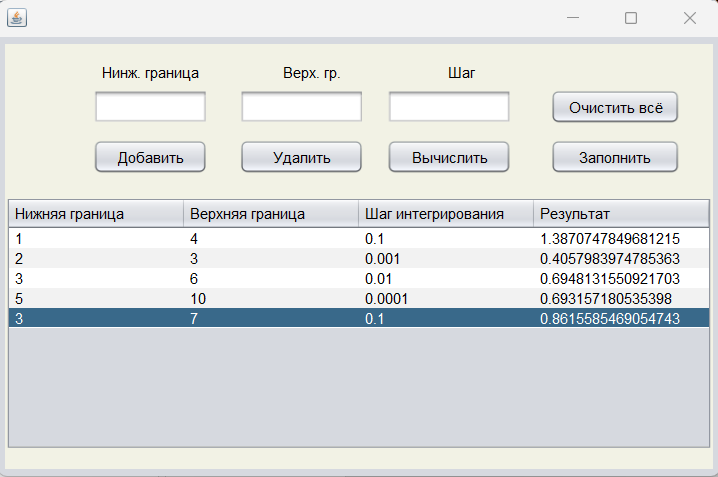 Нинж. граница Верх. гр. Шаг
Очистить всё
Добавить Удалить Вычислить Заполнить
Нижняя граница Верхняя граница Шаг интегрирования Результат
1 4 0.1 1.3870747849681215
2 3 0.001 0.4057983974785363
3 6 0.01 0.6948131550921703
5 10 0.0001 0.693157180535398
3 7 0.1 0.8615585469054743